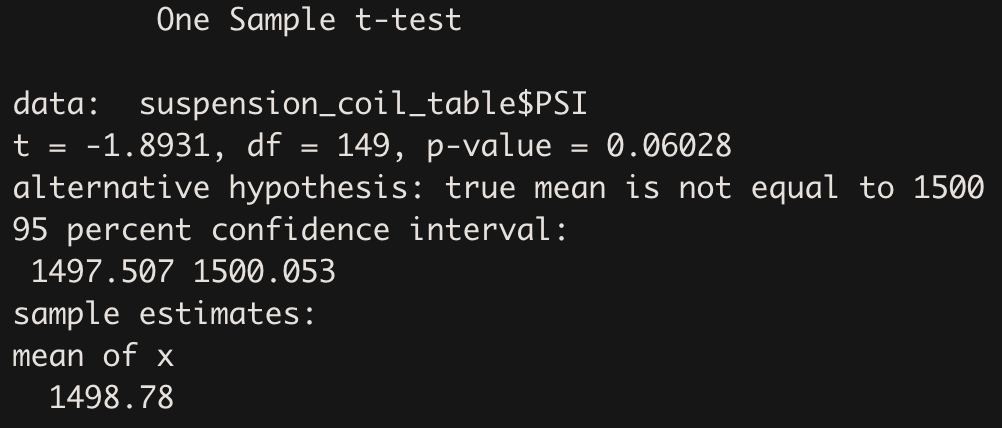 One Sample t-test
data:  suspension_coil_table$PSI
t = -1.8931, df = 149, p-value = 0.06028
alternative hypothesis: true mean is not equal to 1500
95 percent confidence interval:
 1497.507 1500.053
sample estimates:
mean of x
  1498.78